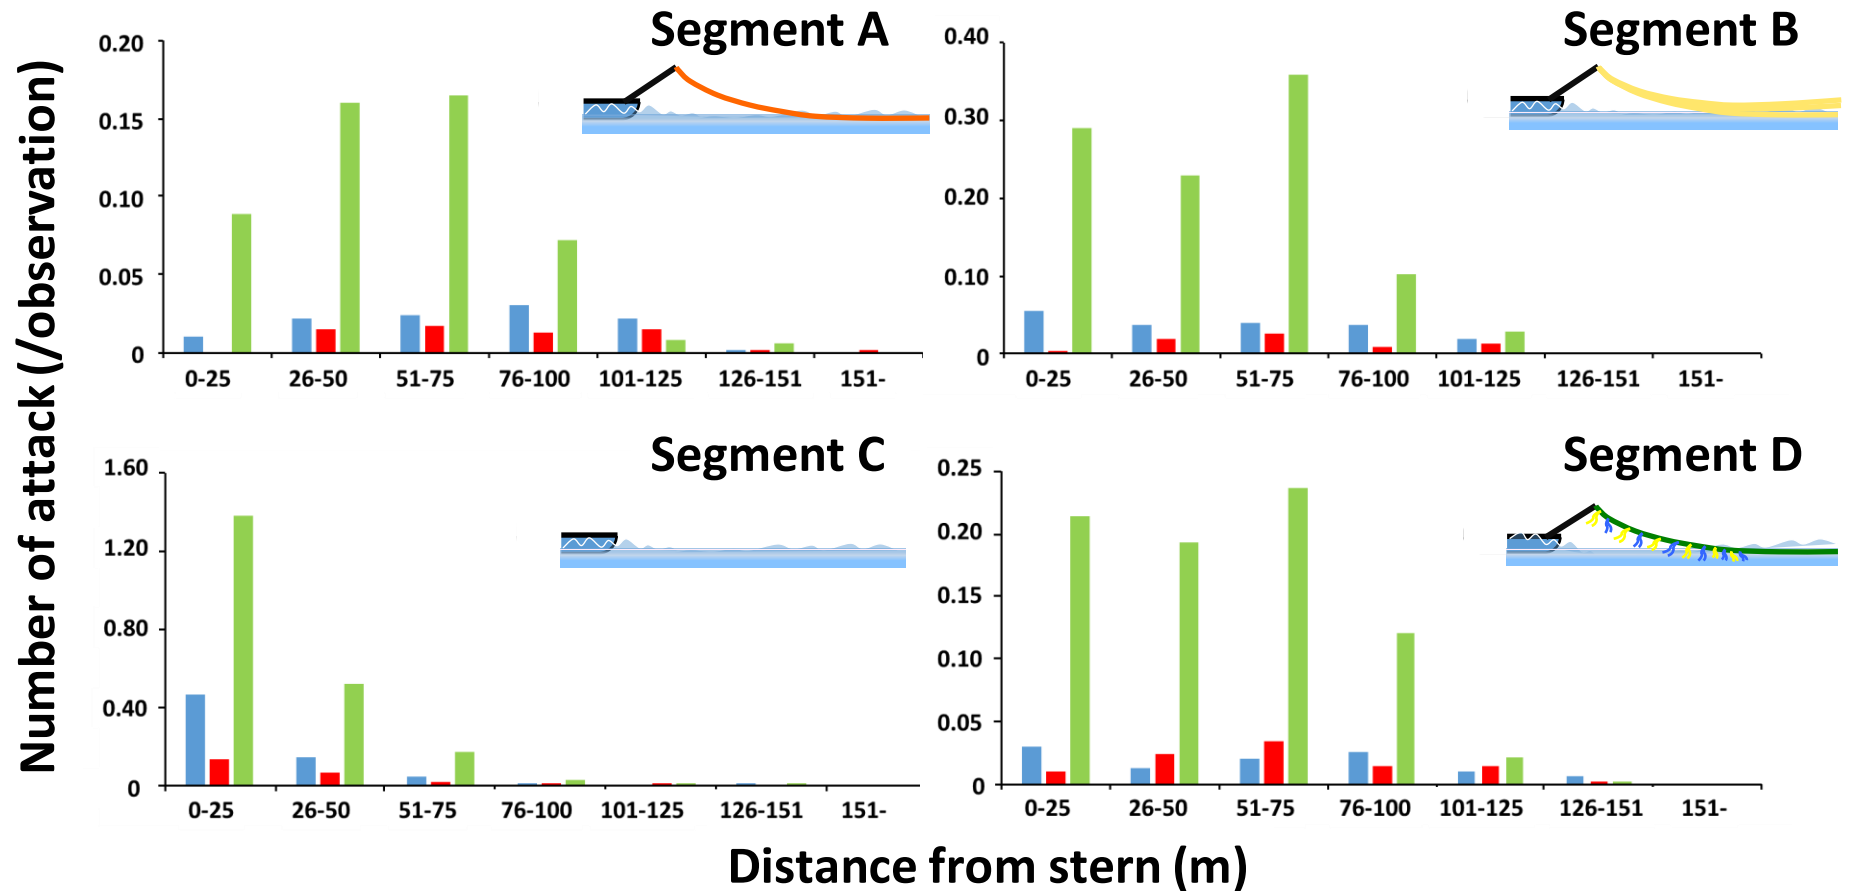 Number of attack (/observation)
Segment A
0.20
0.15
0.10
0.05
0
0-25 26-50 51-75 76-100 101-125 126-151 151-
Segment B
0.40
0.30
0.20
0.10
0
0-25 26-50 51-75 76-100 101-125 126-151 151-
Segment C
1.60
1.20
0.80
0.40
0
0-25 26-50 51-75 76-100 101-125 126-151 151-
Segment D
0.25
0.20
0.15
0.10
0.05
0
0-25 26-50 51-75 76-100 101-125 126-151 151-
Distance from stern (m)